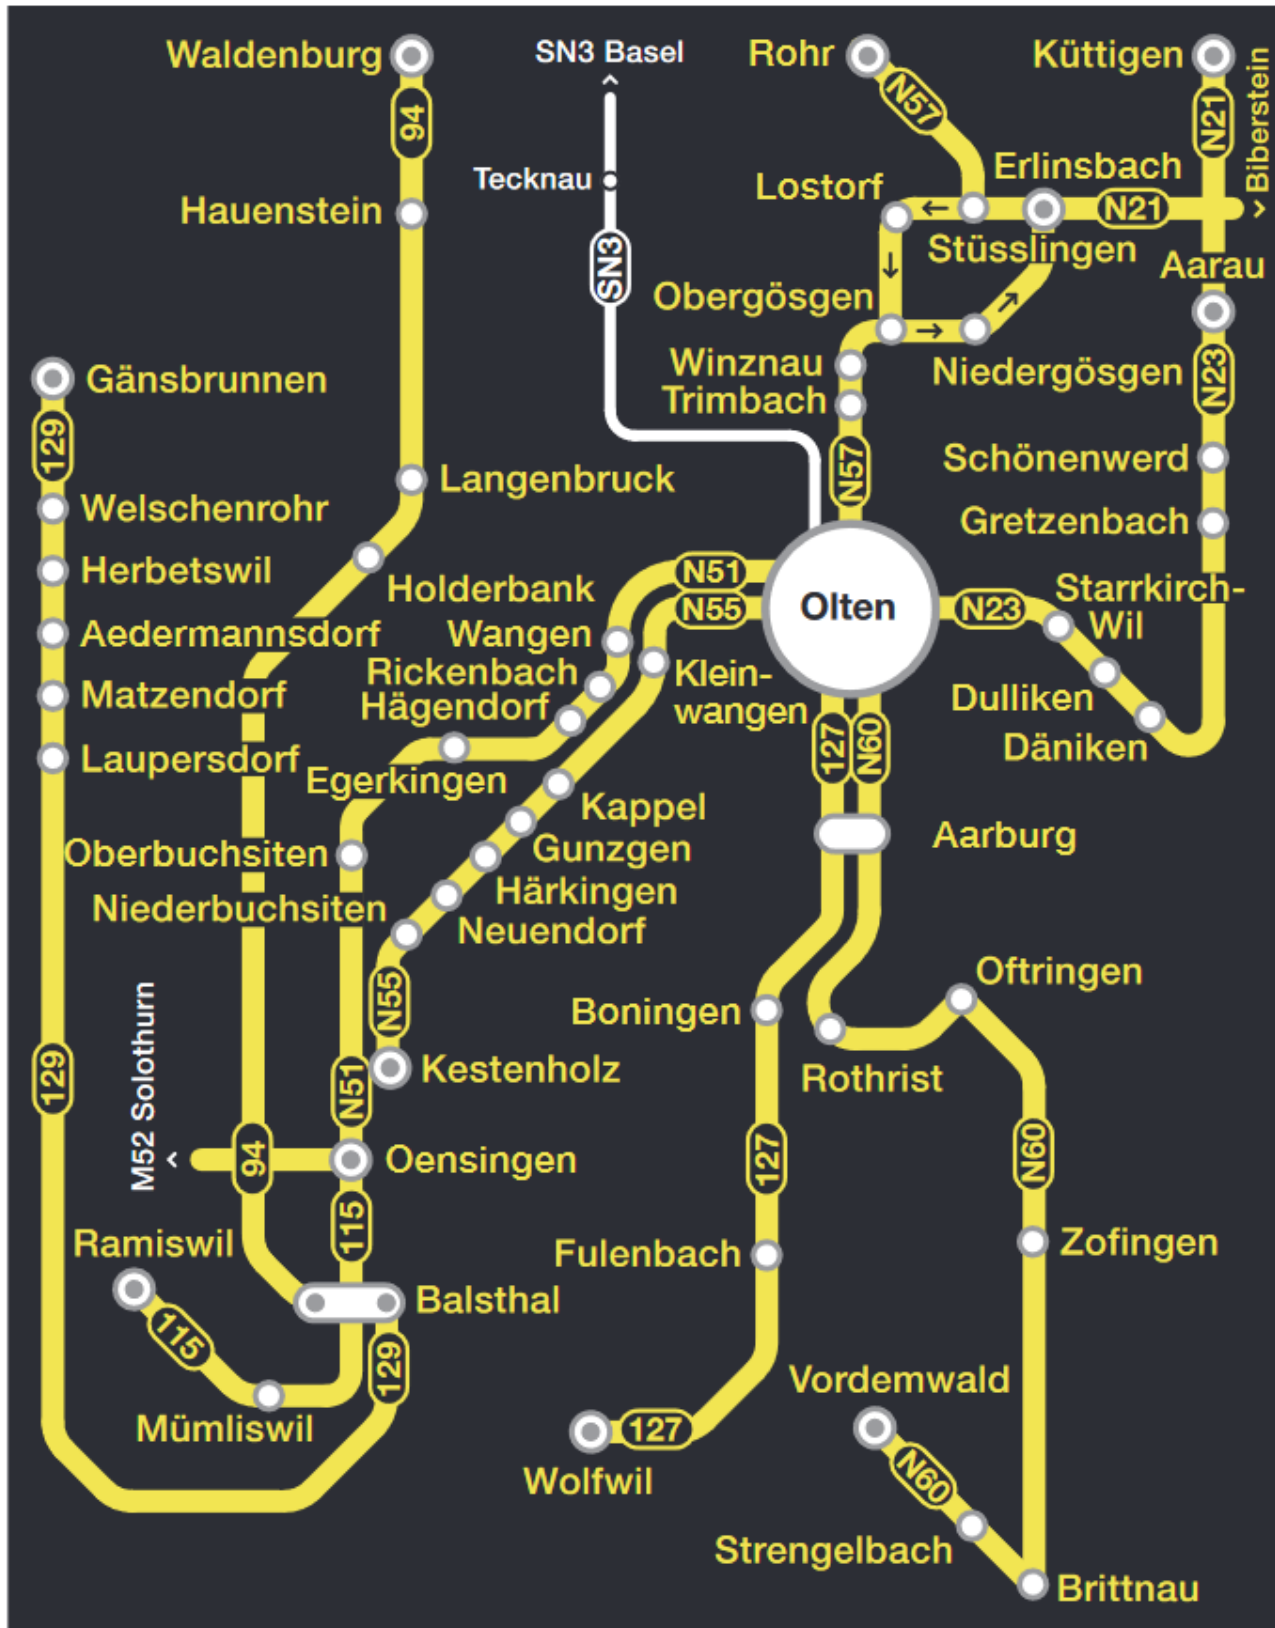 Waldenburg
SN3 Basel
Rohr
Küttigen
94
N57
N21
Biberstein
Tecknau
Erlinsbach
Lostorf
Hauenstein
N21
Stüsslingen
SN3
Aarau
Obergösgen
Winznau
Niedergösgen
N23
Gänsbrunnen
Trimbach
129
N57
Schönenwerd
Langenbruck
Welschenrohr
Gretzenbach
Herbetswil
Holderbank
N51
N55
Olten
N23
Starrkirch-
Wil
Aedermannsdorf
Wangen
Rickenbach
Klein-
wangen
Matzendorf
Hägendorf
Dulliken
127
N60
Däniken
Laupersdorf
Egerkingen
Kappel
Aarburg
Oberbuchsiten
Gunzgen
Härkingen
Niederbuchsiten
Neuendorf
Oftringen
N55
Boningen
129
N51
Kestenholz
Rothrist
M52 Solothurn
94
Oensingen
127
N60
115
Ramiswil
Fulenbach
Zofingen
Balsthal
115
129
Vordemwald
Mümliswil
127
Wolfwil
N60
Strengelbach
Brittnau